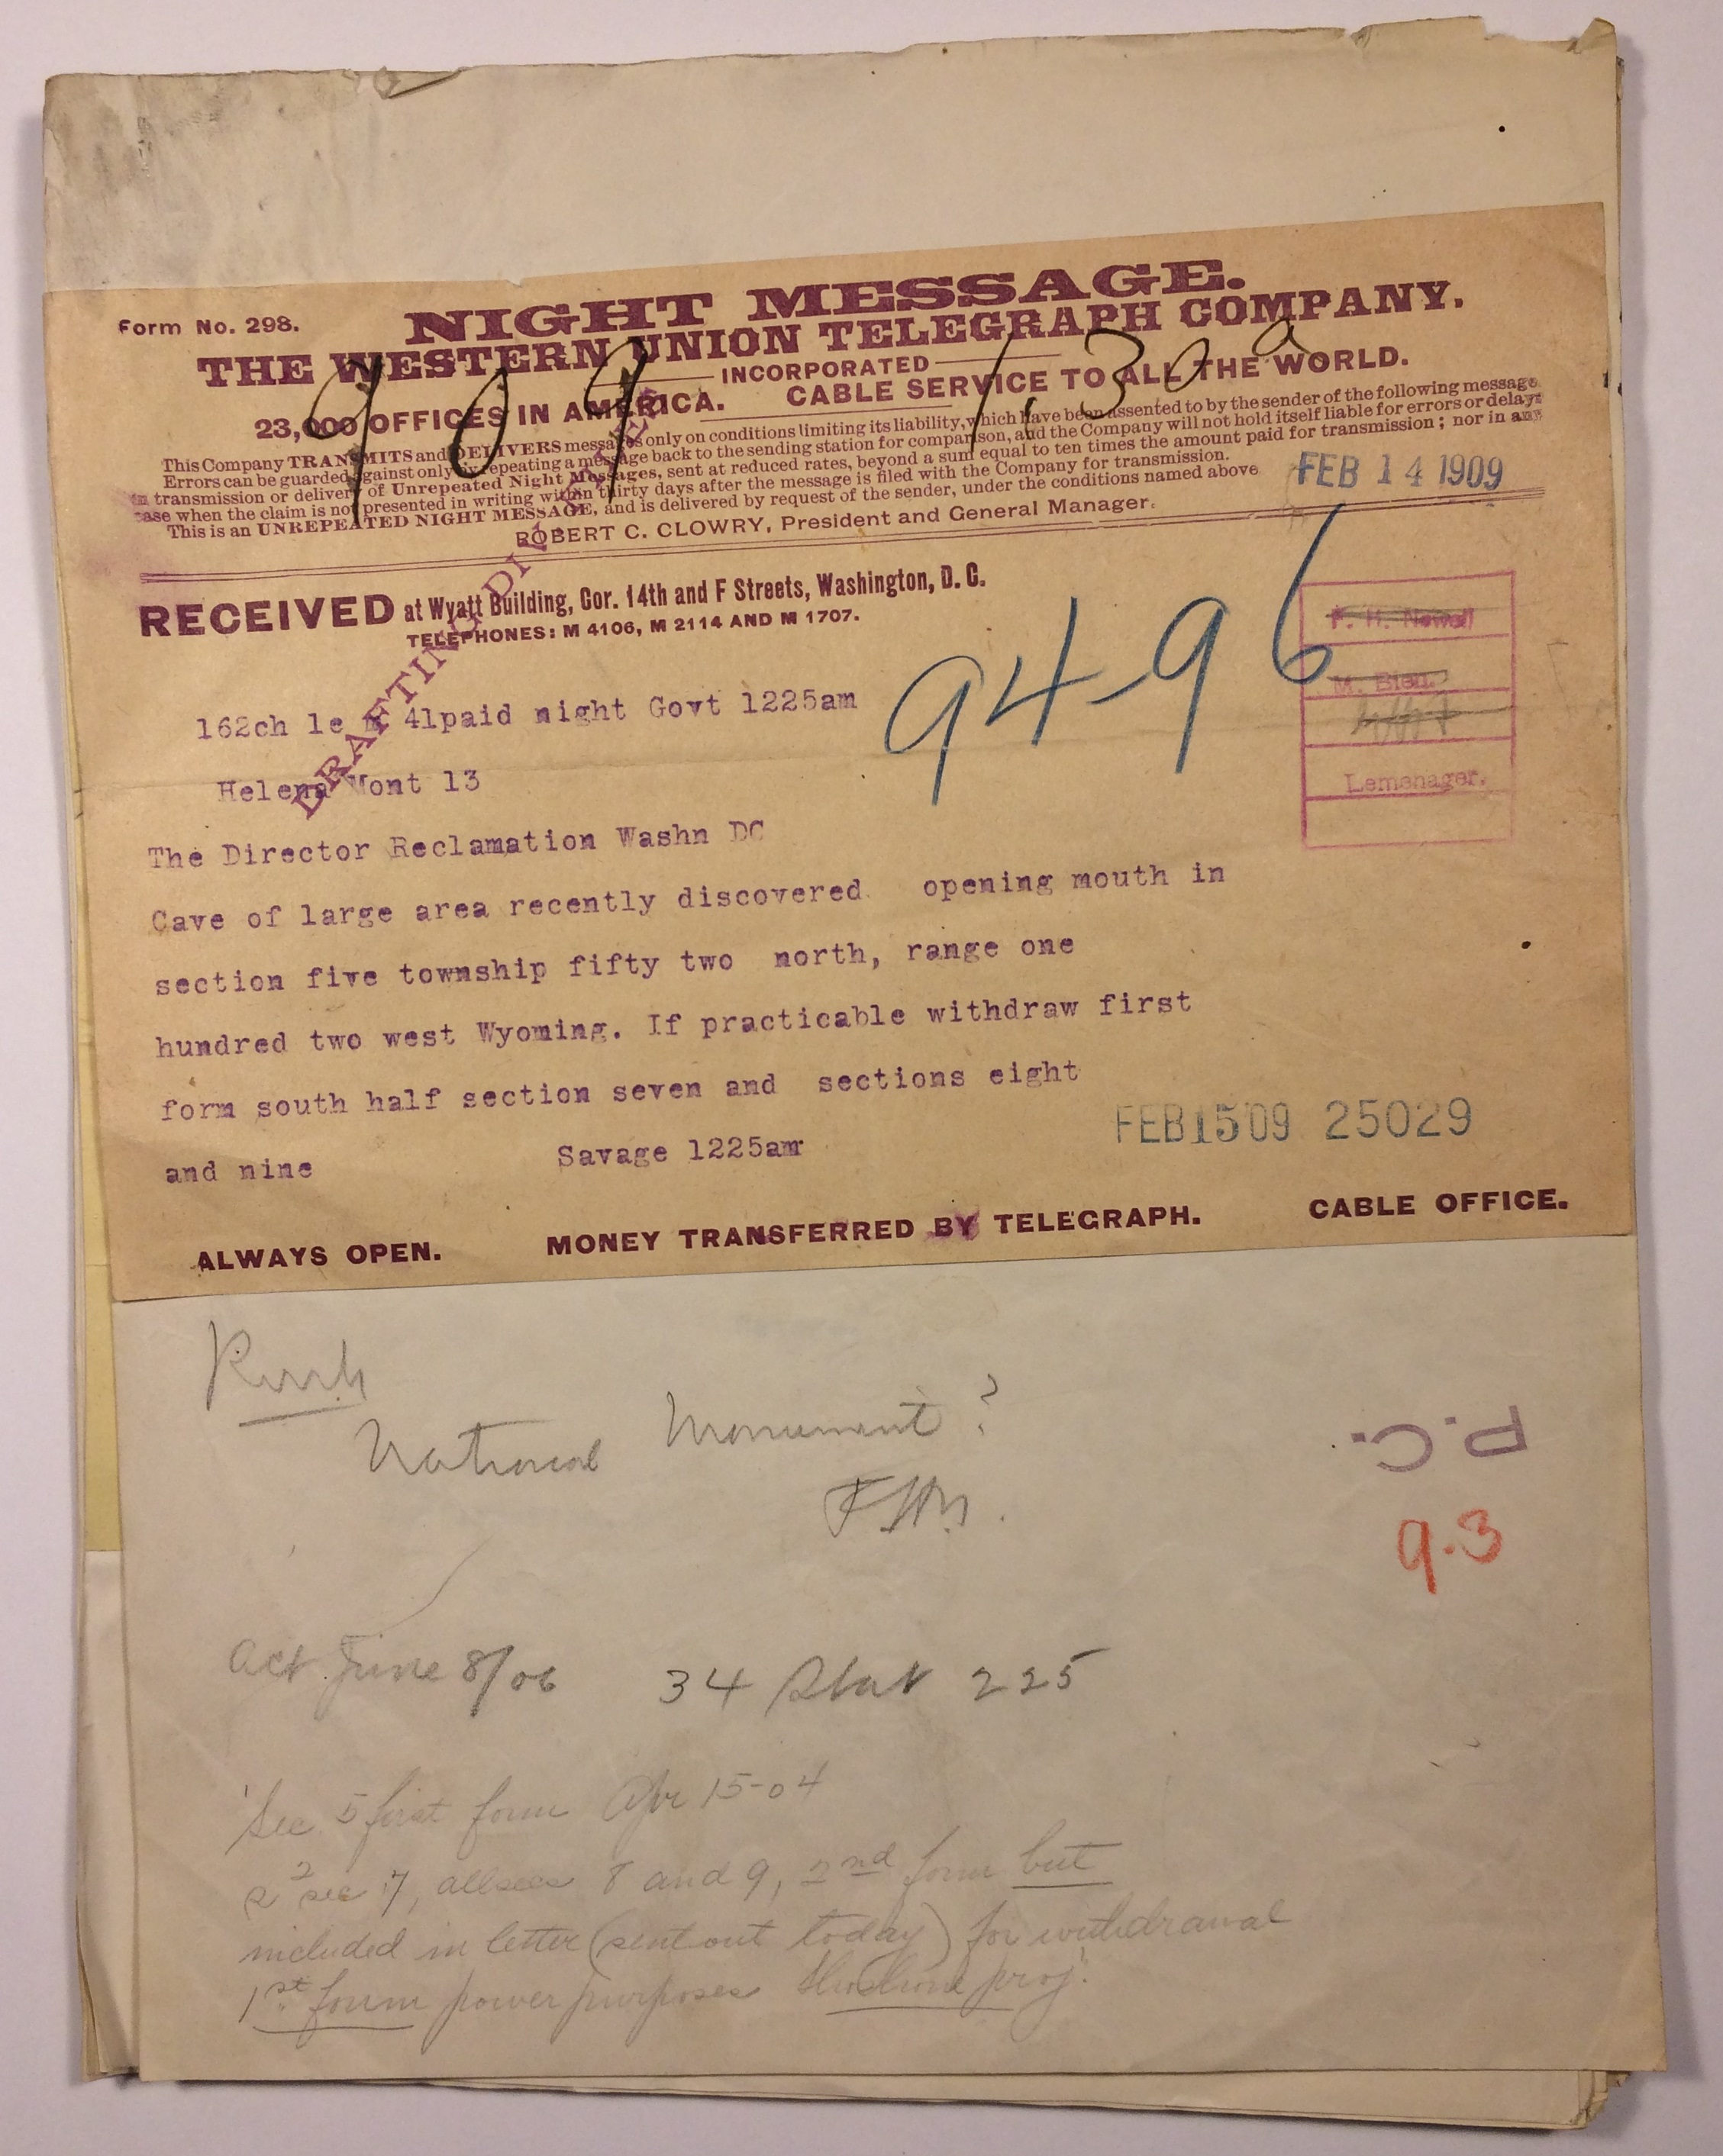 Form No. 298.
NIGHT MESSAGE.
THE WESTERN UNION TELEGRAPH COMPANY.
INCORPORATED
23,000 OFFICES IN AMERICA. CABLE SERVICE TO ALL THE WORLD.
This Company TRANSMITS and DELIVERS messages only on conditions limiting its liability, which have been assented to by the sender of the following message.
Errors can be guarded against only by repeating a message back to the sending station for comparison, and the Company will not hold itself liable for errors or delays
in transmission or delivery of Unrepeated Night Messages, sent at reduced rates, beyond a sum equal to ten times the amount paid for transmission; nor in any
case when the claim is not presented in writing within thirty days after the message is filed with the Company for transmission.
This is an UNREPEATED NIGHT MESSAGE, and is delivered by request of the sender, under the conditions named above
ROBERT C. CLOWRY, President and General Manager.
909 1,30 a
FEB 14 1909
RECEIVED at Wyatt Building, Cor. 14th and F Streets, Washington, D. C.
TELEPHONES: M 4106, M 2114 AND M 1707.
DRAFTING DIV.
94-96
M. Bien.
Lemenager.
162ch le m 41paid night Govt 1225am
Helena Mont 13
The Director Reclamation Washn DC
Cave of large area recently discovered opening mouth in
section five township fifty two north, range one
hundred two west Wyoming. If practicable withdraw first
form south half section seven and sections eight
and nine Savage 1225am
FEB 15 09 25029
ALWAYS OPEN. MONEY TRANSFERRED BY TELEGRAPH. CABLE OFFICE.
National Monument?
P.C.
9.3
Act June 8/06 34 Stat 225
Sec 5 first form Apr 15-04
sec 7, all secs 8 and 9, 2nd form but
included in letter (sent out today) for withdrawal
1st form power purposes Shoshone proj.